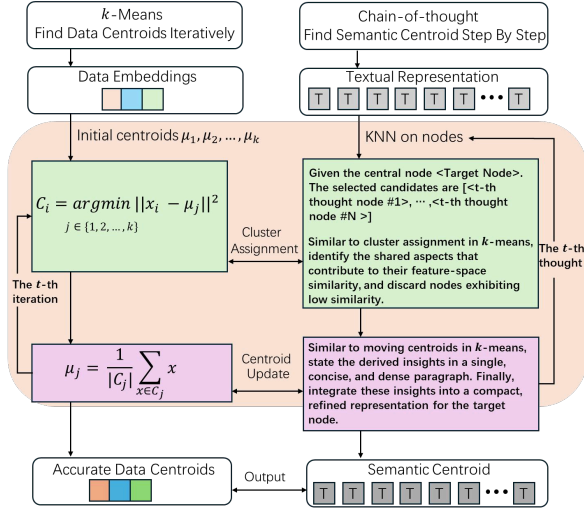 k-Means
Find Data Centroids Iteratively
Chain-of-thought
Find Semantic Centroid Step By Step
Data Embeddings
Textual Representation
T T T T T T ••• T
Initial centroids μ₁, μ₂, ..., μₖ
KNN on nodes
Cᵢ = argmin ||xᵢ − μⱼ||²
j ∈ {1, 2, ..., k}
Given the central node <Target Node>.
The selected candidates are [<t-th
thought node #1>, ... ,<t-th thought
node #N >]
Similar to cluster assignment in k-means,
identify the shared aspects that
contribute to their feature-space
similarity, and discard nodes exhibiting
low similarity.
Cluster
Assignment
The t-th
iteration
The t-th
thought
μⱼ = 1/|Cⱼ| ∑ x∈Cⱼ x
Centroid
Update
Similar to moving centroids in k-means,
state the derived insights in a single,
concise, and dense paragraph. Finally,
integrate these insights into a compact,
refined representation for the target
node.
Accurate Data Centroids
Output
Semantic Centroid
T T T T T T ••• T